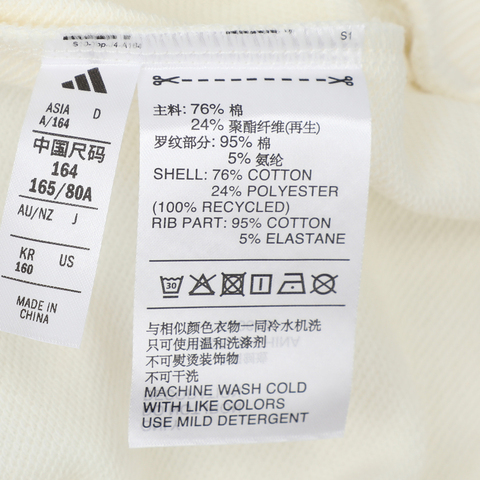 S1
ASIA D
A/164
中国尺码
164
165/80A
AU/NZ J
KR US
160
MADE IN
CHINA
主料: 76% 棉
24% 聚酯纤维(再生)
罗纹部分: 95% 棉
5% 氨纶
SHELL: 76% COTTON
24% POLYESTER
(100% RECYCLED)
RIB PART: 95% COTTON
5% ELASTANE
30
与相似颜色衣物一同冷水机洗
只可使用温和洗涤剂
不可熨烫装饰物
不可干洗
MACHINE WASH COLD
WITH LIKE COLORS
USE MILD DETERGENT